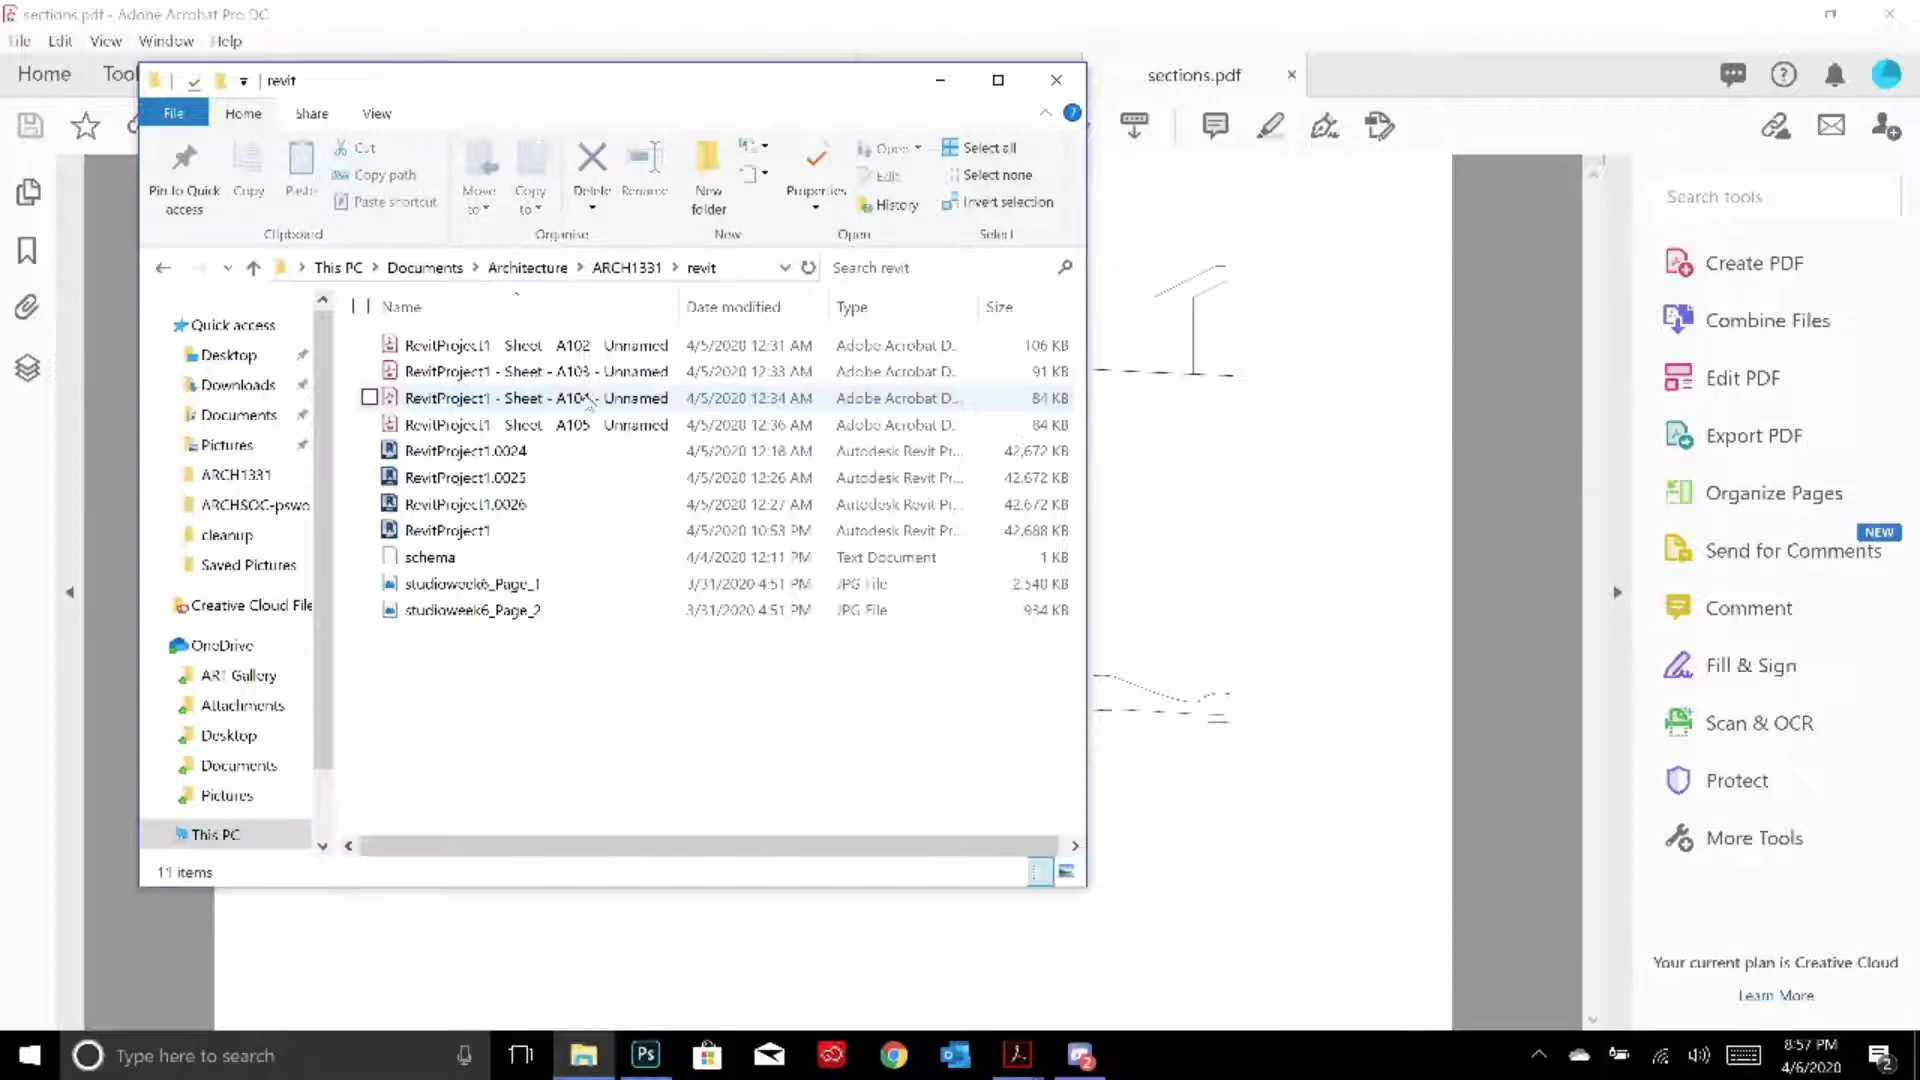 sections.pdf - Adobe Acrobat Pro DC
File Edit View Window Help
Home
sections.pdf
revit
File Home Share View
Pin to Quick access
Copy
Paste
Cut
Copy path
Paste shortcut
Move to
Copy to
Delete
Rename
New folder
Properties
Open
Edit
History
Select all
Select none
Invert selection
Clipboard Organise New Open Select
This PC > Documents > Architecture > ARCH1331 > revit
Search revit
Name Date modified Type Size
RevitProject1 - Sheet - A102 - Unnamed 4/5/2020 12:31 AM Adobe Acrobat D... 106 KB
RevitProject1 - Sheet - A103 - Unnamed 4/5/2020 12:33 AM Adobe Acrobat D... 91 KB
RevitProject1 - Sheet - A104 - Unnamed 4/5/2020 12:34 AM Adobe Acrobat D... 84 KB
RevitProject1 - Sheet - A105 - Unnamed 4/5/2020 12:36 AM Adobe Acrobat D... 84 KB
RevitProject1.0024 4/5/2020 12:18 AM Autodesk Revit Pr... 42,672 KB
RevitProject1.0025 4/5/2020 12:26 AM Autodesk Revit Pr... 42,672 KB
RevitProject1.0026 4/5/2020 12:27 AM Autodesk Revit Pr... 42,672 KB
RevitProject1 4/5/2020 10:53 PM Autodesk Revit Pr... 42,688 KB
schema 4/4/2020 12:11 PM Text Document 1 KB
studioweek6_Page_1 3/31/2020 4:51 PM JPG File 2,540 KB
studioweek6_Page_2 3/31/2020 4:51 PM JPG File 934 KB
Quick access
Desktop
Downloads
Documents
Pictures
ARCH1331
ARCHSOC-pswo
cleanup
Saved Pictures
Creative Cloud File
OneDrive
ART Gallery
Attachments
Desktop
Documents
Pictures
This PC
11 items
Search tools
Create PDF
Combine Files
Edit PDF
Export PDF
Organize Pages
NEW
Send for Comments
Comment
Fill & Sign
Scan & OCR
Protect
More Tools
Your current plan is Creative Cloud
Learn More
Type here to search
Ps
8:57 PM
4/6/2020
2
2